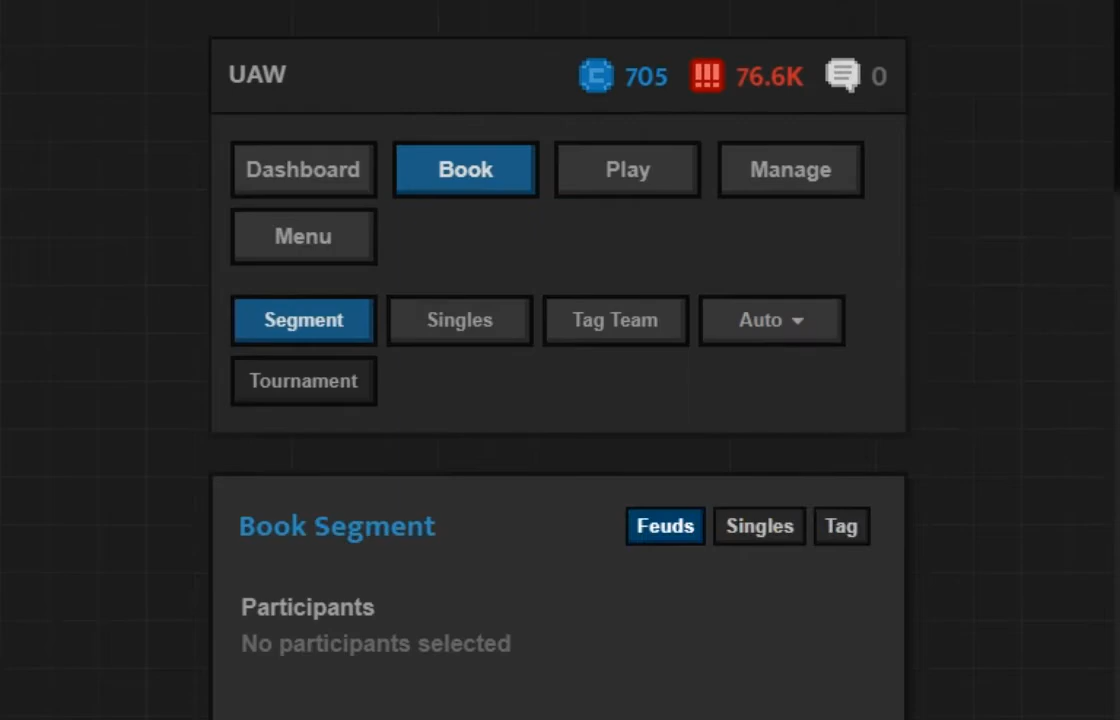 UAW 705 76.6K 0
Dashboard Book Play Manage
Menu
Segment Singles Tag Team Auto
Tournament
Book Segment Feuds Singles Tag
Participants
No participants selected